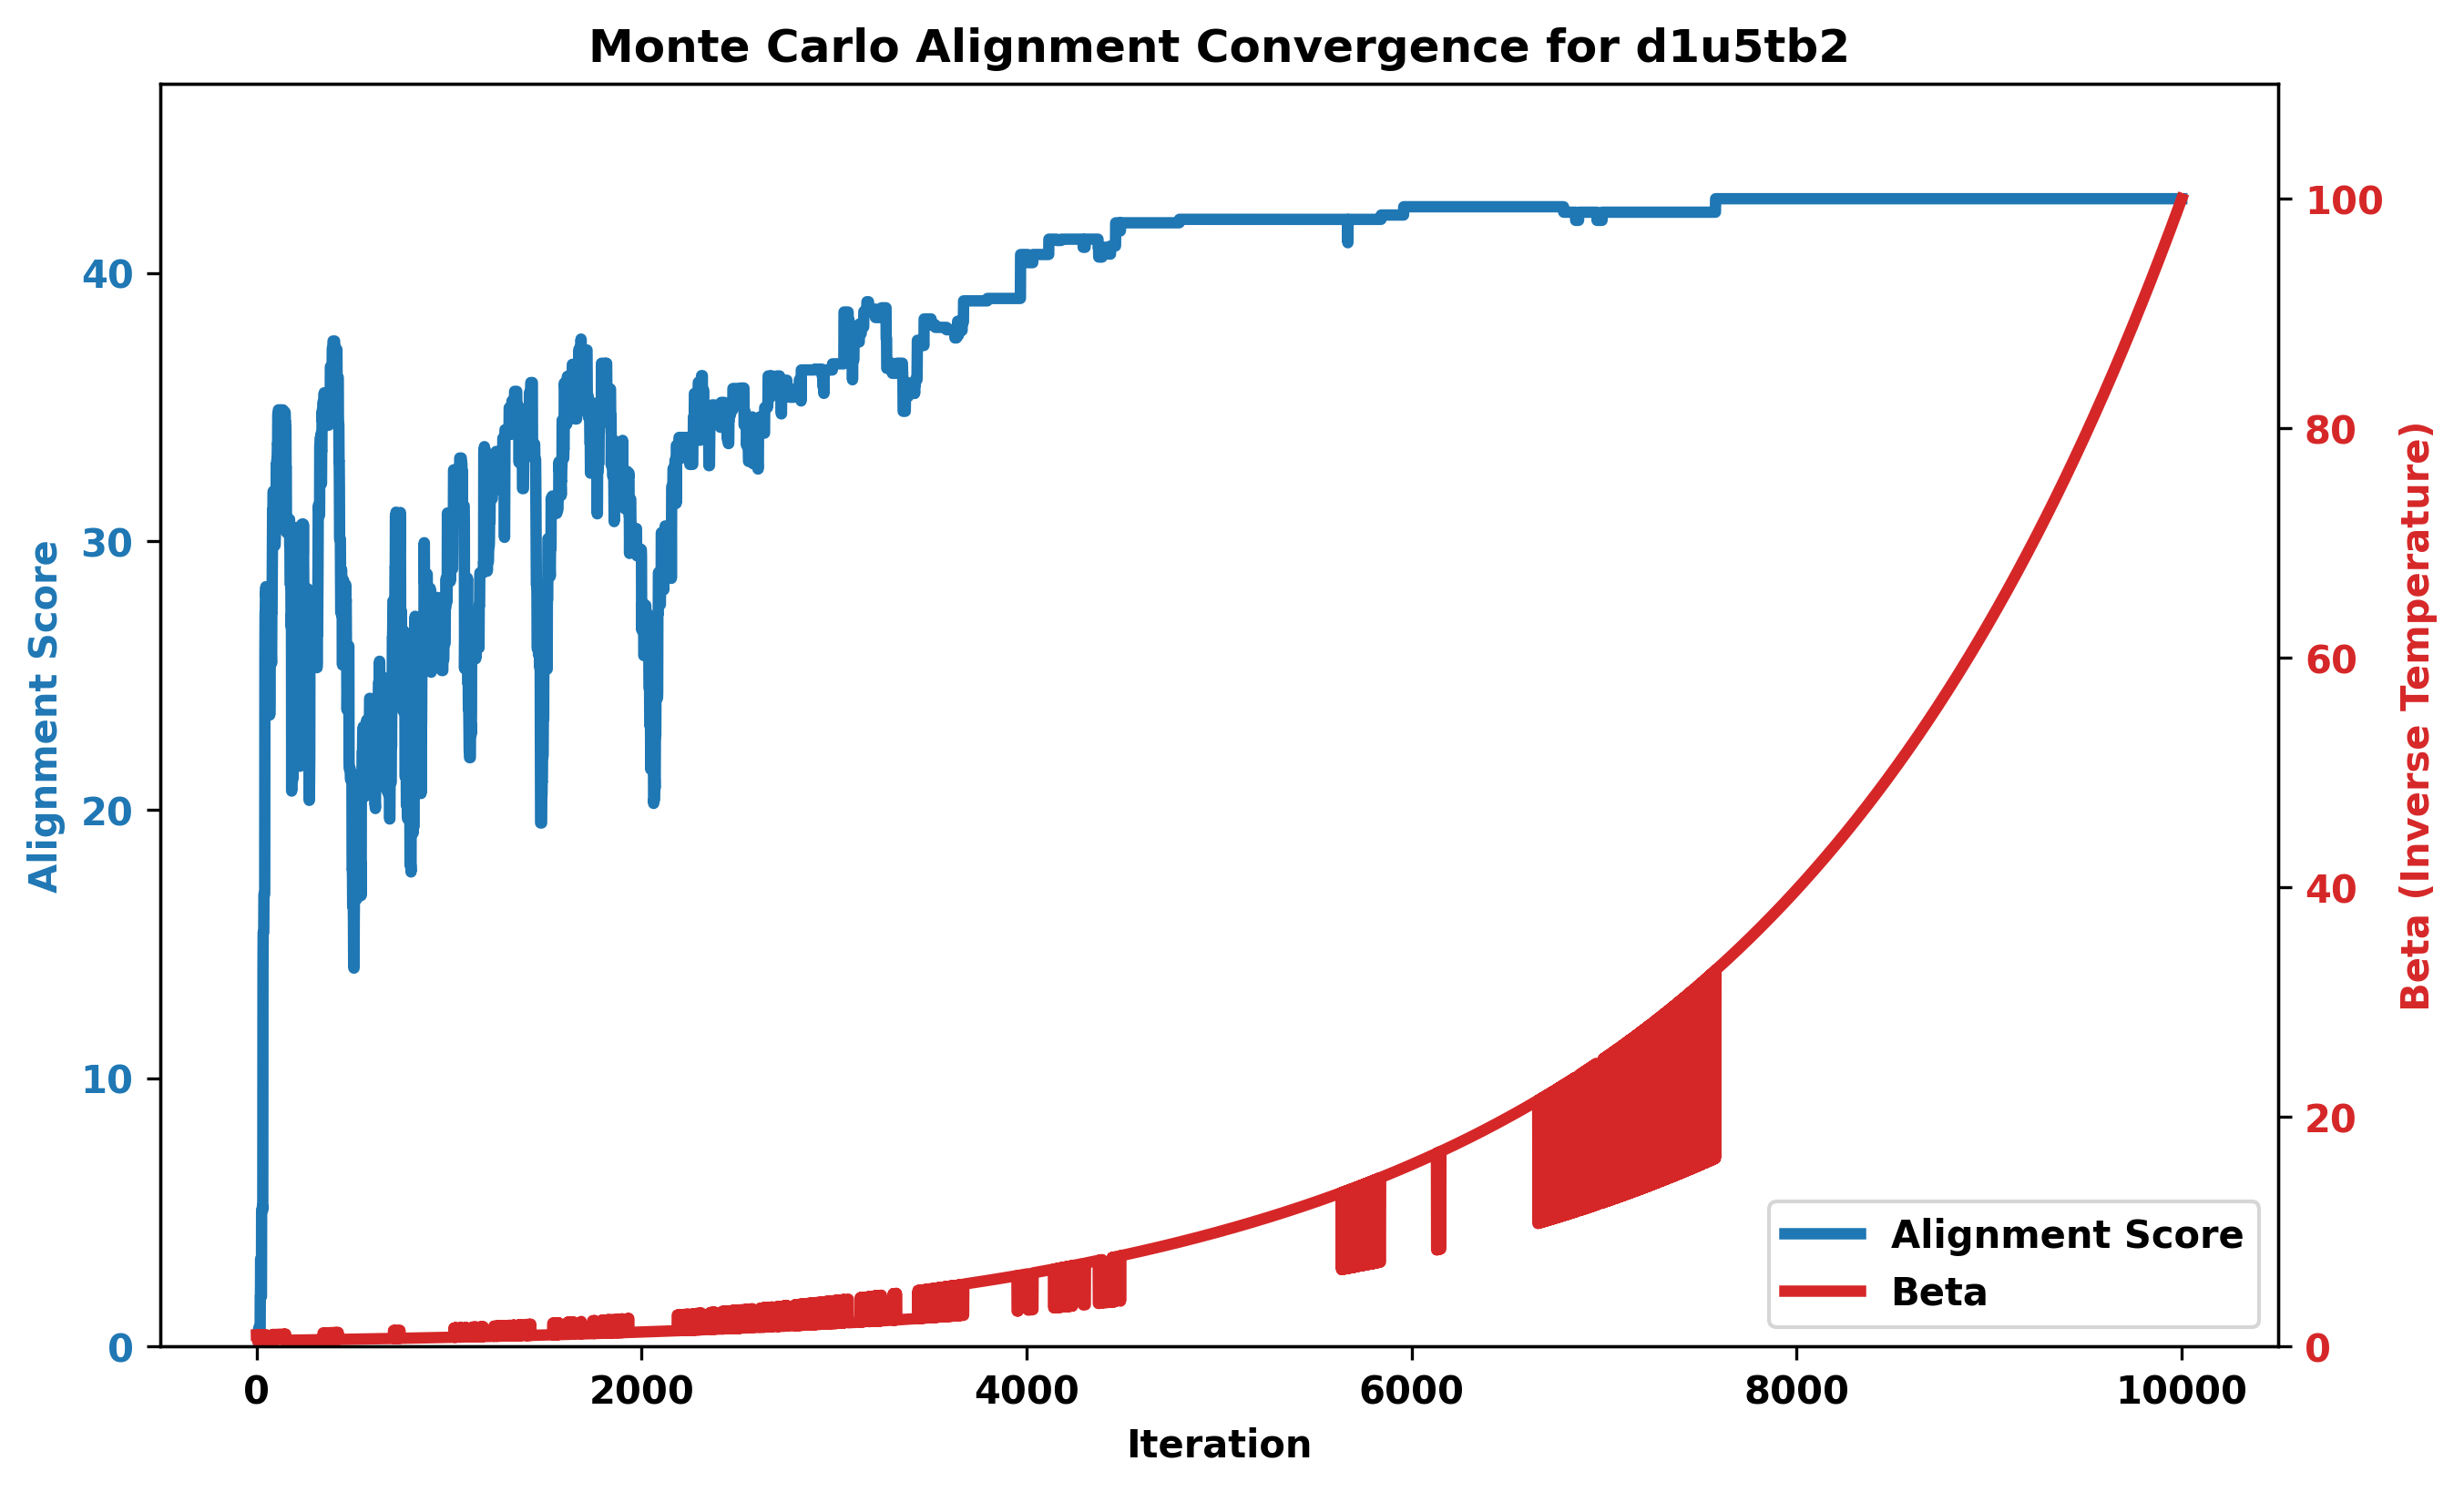 Monte Carlo Alignment Convergence for d1u5tb2
Alignment Score
40
30
20
10
0
100
80
60
40
20
0
Beta (Inverse Temperature)
Alignment Score
Beta
0 2000 4000 6000 8000 10000
Iteration